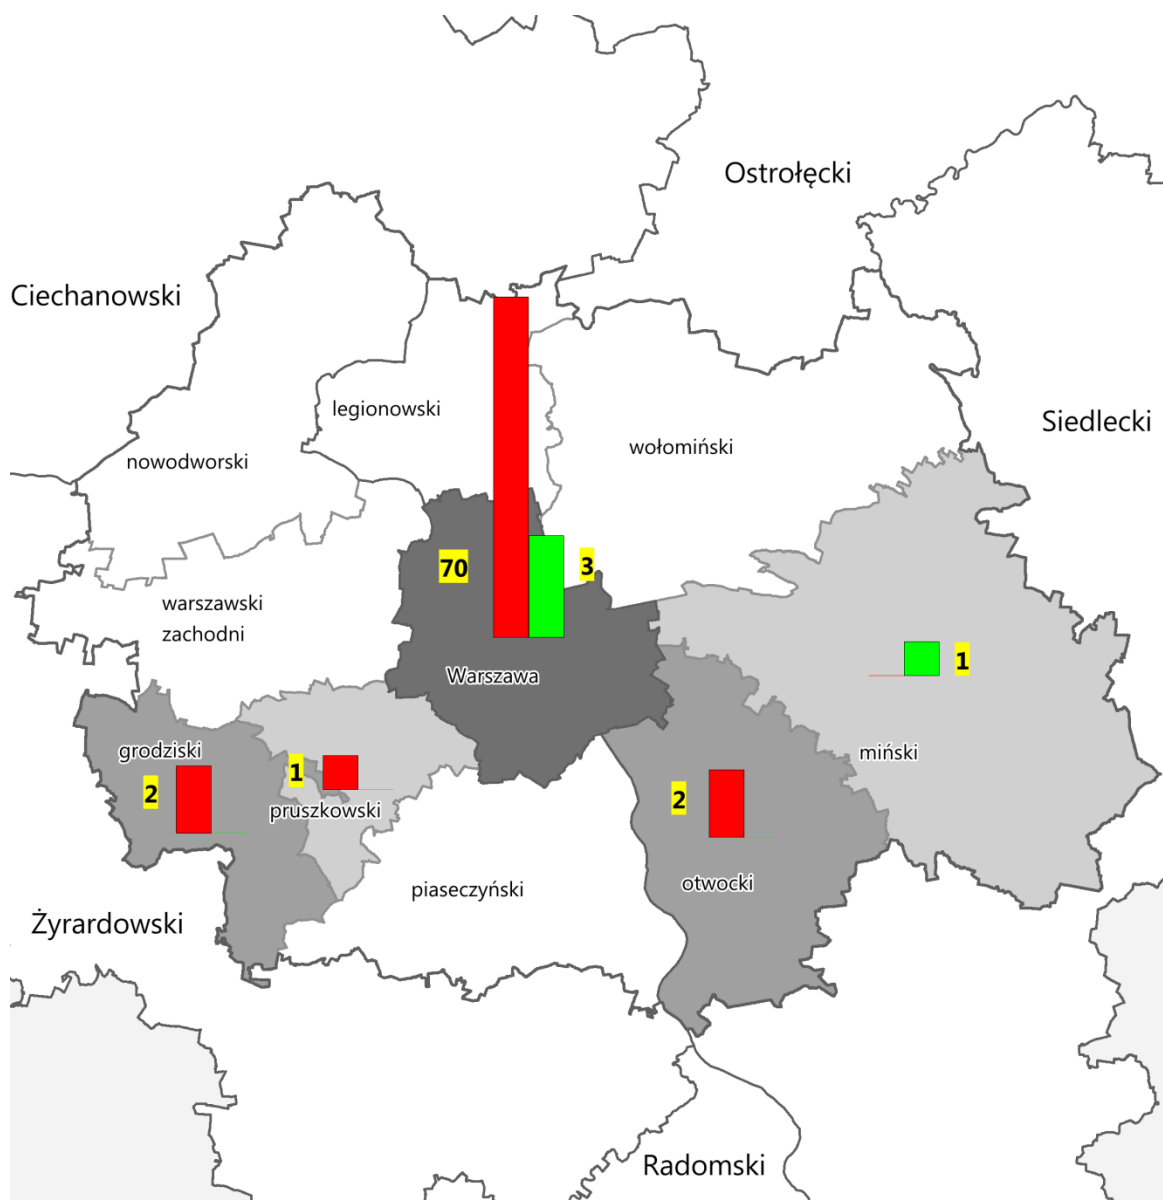 Ostrołęcki
Ciechanowski
legionowski
Siedlecki
wołomiński
nowodworski
70
3
warszawski
zachodni
1
Warszawa
grodziski
miński
1
2
2
pruszkowski
otwocki
piaseczyński
Żyrardowski
Radomski